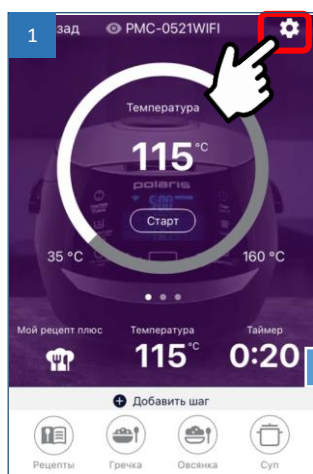 1
зад PMC-0521WIFI
Температура
115°C
polaris
Старт
35 °C 160 °C
Мой рецепт плюс Температура Таймер
115°C 0:20
Добавить шаг
Рецепты Гречка Овсянка Суп